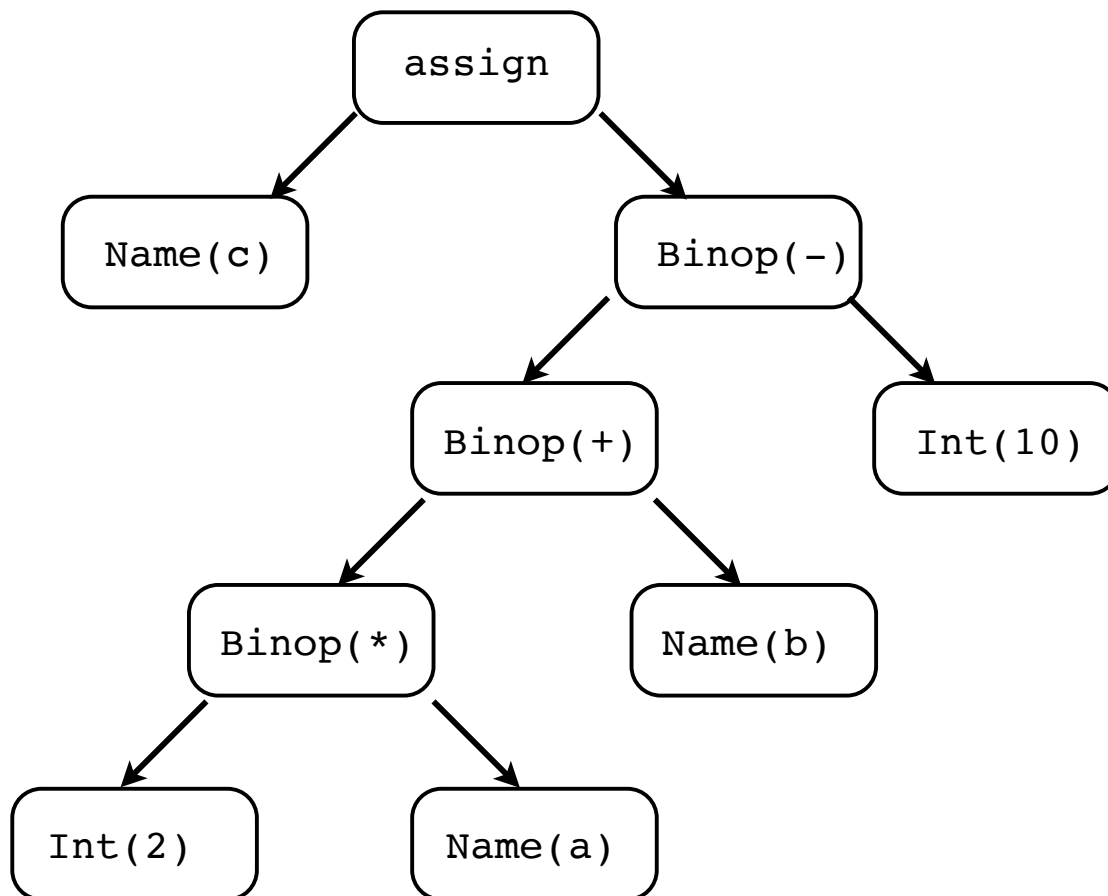 assign
Name(c)
Binop(-)
Binop(+)
Int(10)
Binop(*)
Name(b)
Int(2)
Name(a)